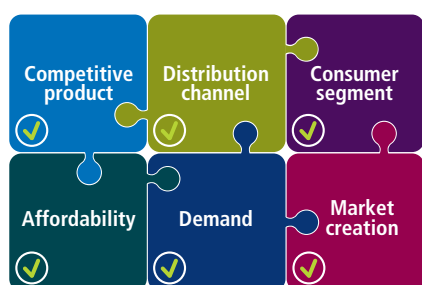 Competitive
product
Distribution
channel
Consumer
segment
Affordability
Demand
Market
creation